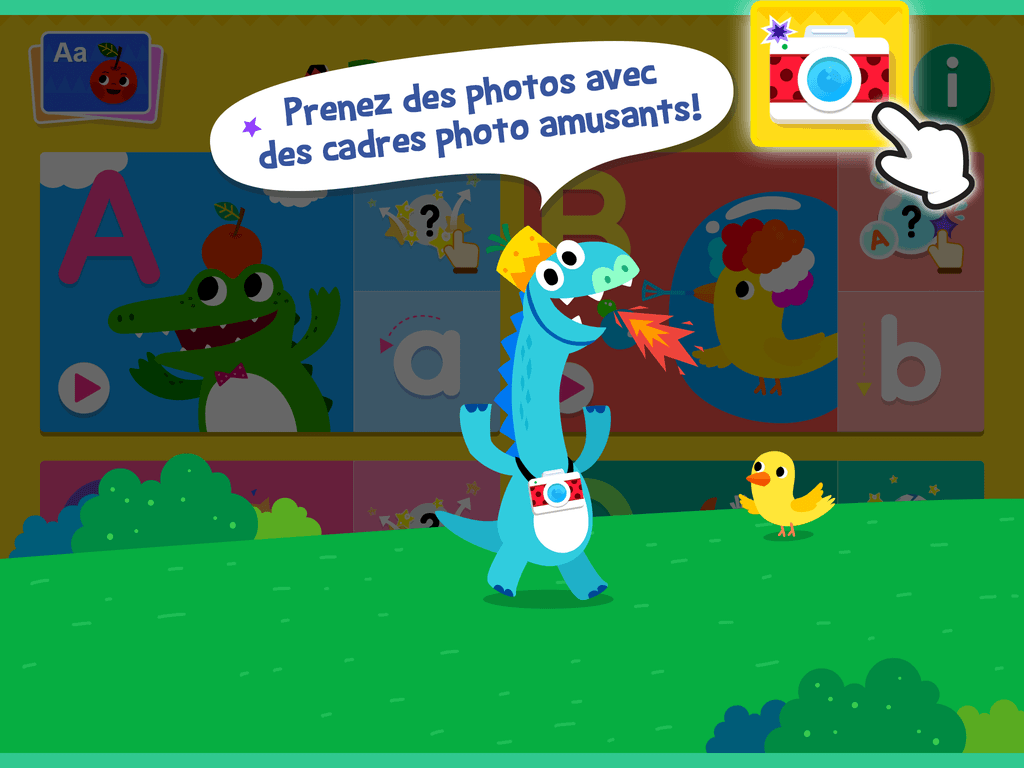 Aa
Prenez des photos avec
des cadres photo amusants!
i
A
?
a
B
?
A
b
?